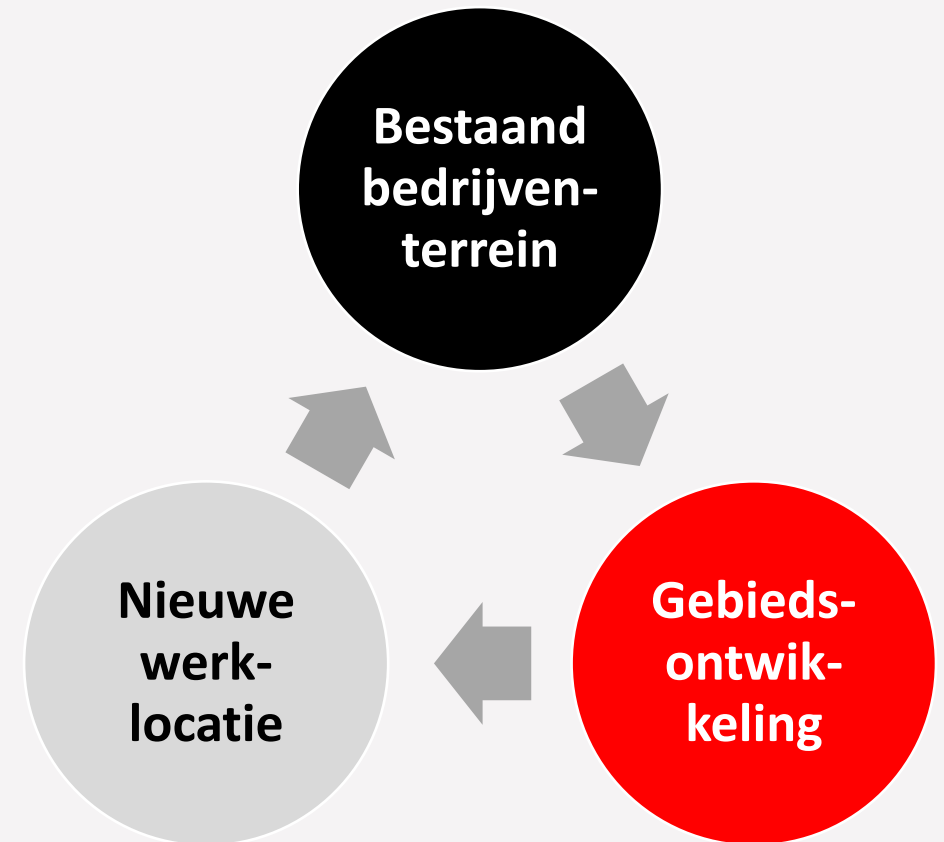 Bestaand
bedrijven-
terrein
Gebieds-
ontwik-
keling
Nieuwe
werk-
locatie